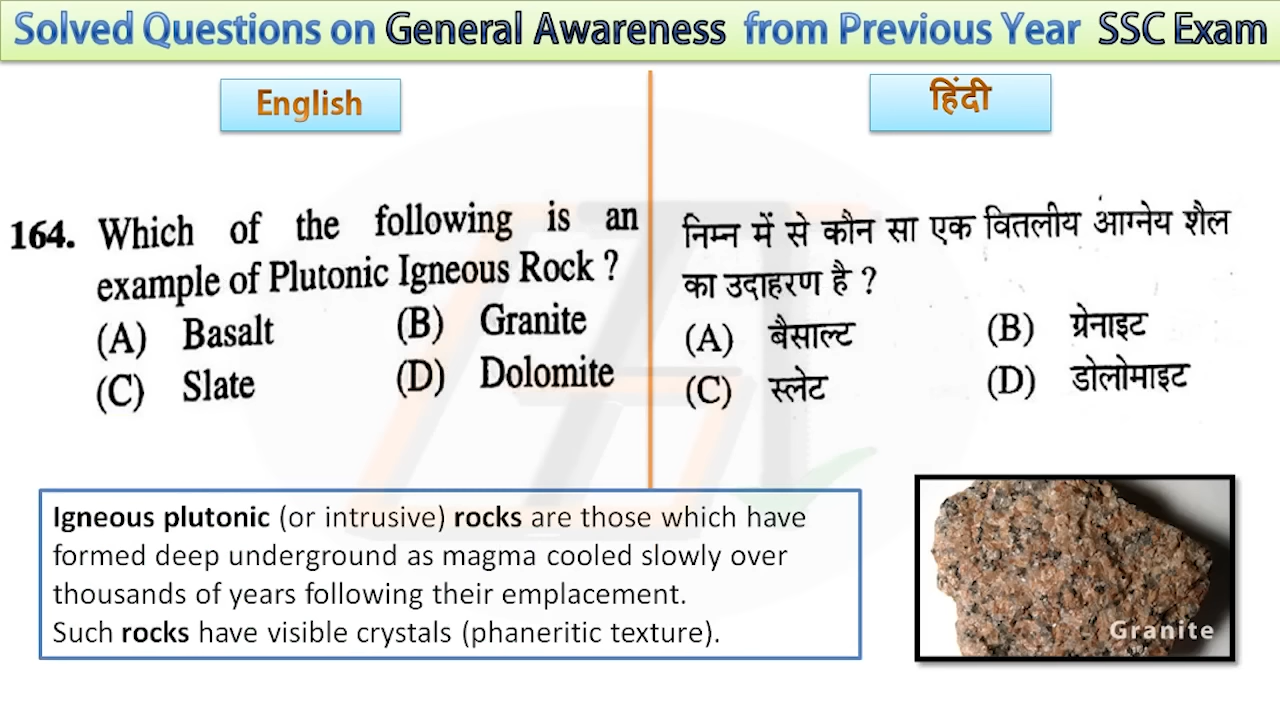 Solved Questions on General Awareness from Previous Year SSC Exam
English
164. Which of the following is an
example of Plutonic Igneous Rock ?
(A) Basalt (B) Granite
(C) Slate (D) Dolomite
हिंदी
निम्न में से कौन सा एक वितलीय आग्नेय शैल
का उदाहरण है ?
(A) बैसाल्ट (B) ग्रेनाइट
(C) स्लेट (D) डोलोमाइट
Igneous plutonic (or intrusive) rocks are those which have
formed deep underground as magma cooled slowly over
thousands of years following their emplacement.
Such rocks have visible crystals (phaneritic texture).
Granite